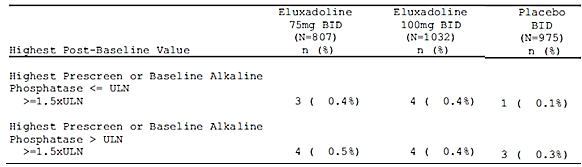 Eluxadoline Eluxadoline Placebo
75mg BID 100mg BID BID
(N=807) (N=1032) (N=975)
Highest Post-Baseline Value n (%) n (%) n (%)
Highest Prescreen or Baseline Alkaline
Phosphatase <= ULN
>=1.5xULN 3 ( 0.4%) 4 ( 0.4%) 1 ( 0.1%)
Highest Prescreen or Baseline Alkaline
Phosphatase > ULN
>=1.5xULN 4 ( 0.5%) 4 ( 0.4%) 3 ( 0.3%)